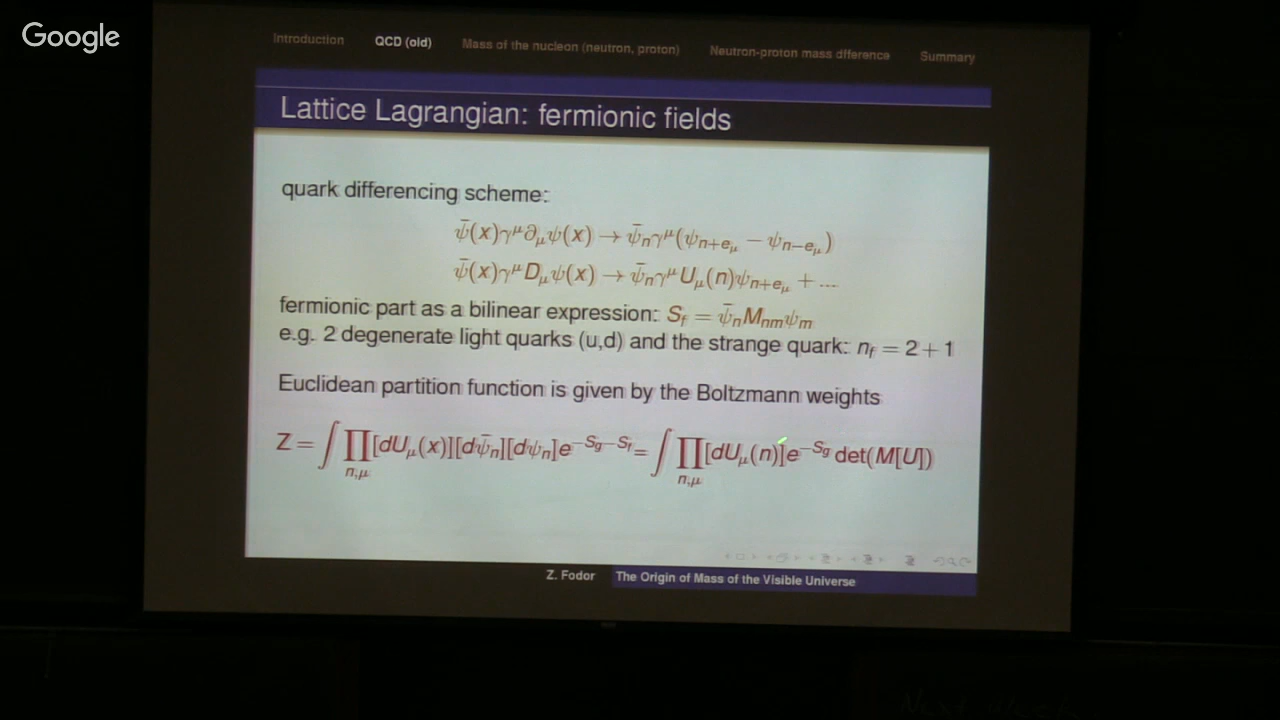 Google
Introduction QCD (old) Mass of the nucleon (neutron, proton) Neutron-proton mass difference Summary
Lattice Lagrangian: fermionic fields
quark differencing scheme:
ψ̄(x)γ^μ∂_μψ(x) → ψ̄_nγ^μ(ψ_{n+e_μ} − ψ_{n−e_μ})
ψ̄(x)γ^μD_μψ(x) → ψ̄_nγ^μU_μ(n)ψ_{n+e_μ} + ...
fermionic part as a bilinear expression: S_f = ψ̄_nM_{nm}ψ_m
e.g. 2 degenerate light quarks (u,d) and the strange quark: n_f = 2 + 1
Euclidean partition function is given by the Boltzmann weights
Z = ∫ ∏_{n,μ} [dU_μ(x)][dψ̄_n][dψ_n]e^{−S_g−S_f} = ∫ ∏_{n,μ} [dU_μ(n)]e^{−S_g} det(M[U])
Z. Fodor The Origin of Mass of the Visible Universe